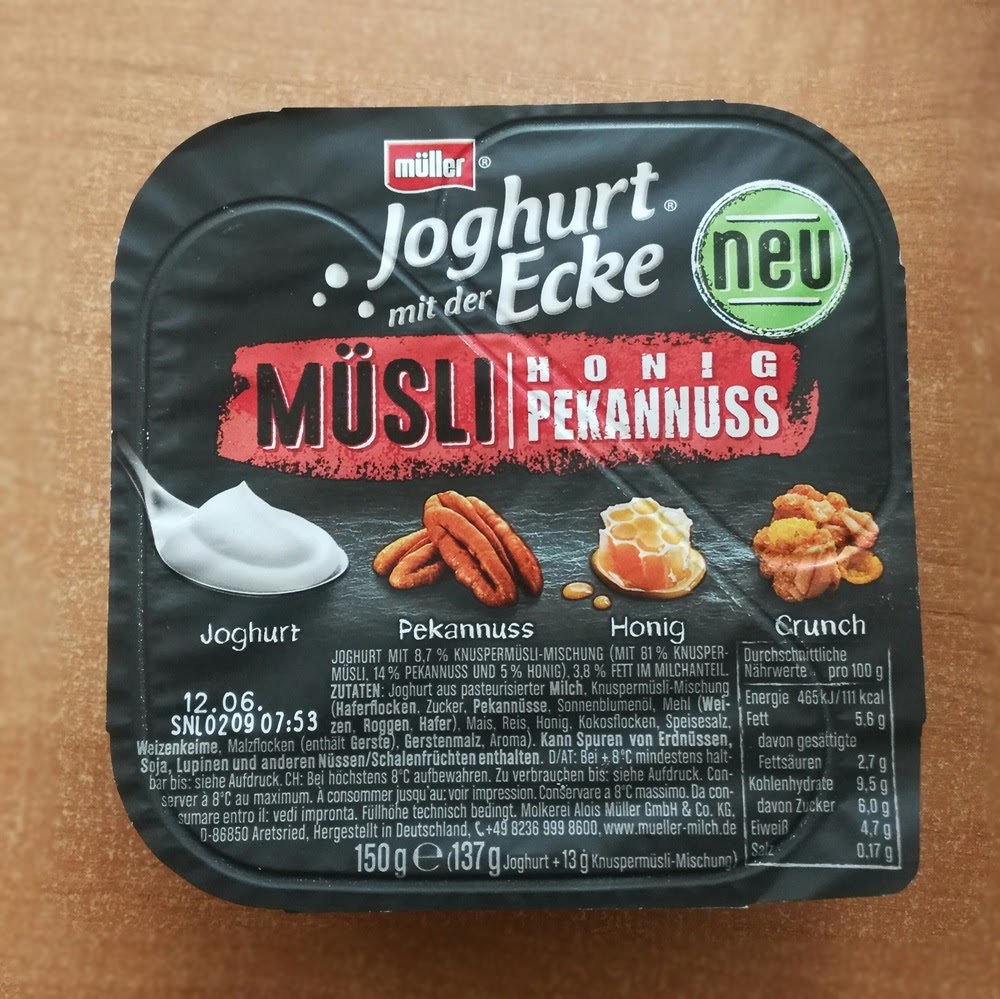 müller ®
Joghurt ®
mit der Ecke
neu
MÜSLI
HONIG
PEKANNUSS
Joghurt
Pekannuss
Honig
Crunch
JOGHURT MIT 8,7 % KNUSPERMÜSLI-MISCHUNG (MIT 81 % KNUSPER-
MÜSLI, 14 % PEKANNUSS UND 5 % HONIG), 3,8 % FETT IM MILCHANTEIL.
ZUTATEN: Joghurt aus pasteurisierter Milch, Knuspermüsli-Mischung
(Haferflocken, Zucker, Pekannüsse, Sonnenblumenöl, Mehl (Wei-
zen, Roggen, Hafer), Mais, Reis, Honig, Kokosflocken, Speisesalz,
Weizenkeime, Malzflocken (enthält Gerste), Gerstenmalz, Aroma). Kann Spuren von Erdnüssen,
Soja, Lupinen und anderen Nüssen/Schalenfrüchten enthalten. D/AT: Bei + 8°C mindestens halt-
bar bis: siehe Aufdruck. CH: Bei höchstens 8°C aufbewahren. Zu verbrauchen bis: siehe Aufdruck. Con-
server à 8°C au maximum. A consommer jusqu'au: voir impression. Conservare a 8°C massimo. Da con-
sumare entro il: vedi impronta. Füllhöhe technisch bedingt. Molkerei Alois Müller GmbH & Co. KG,
D-86850 Aretsried, Hergestellt in Deutschland, +49 8236 999 8600, www.mueller-milch.de
150 g ℮ (137 g Joghurt + 13 g Knuspermüsli-Mischung)
12.06.
SNL0209 07:53
Durchschnittliche
Nährwerte pro 100 g
Energie 465 kJ/111 kcal
Fett 5,6 g
davon gesättigte
Fettsäuren 2,7 g
Kohlenhydrate 9,5 g
davon Zucker 6,0 g
Eiweiß 4,7 g
Salz 0,17 g